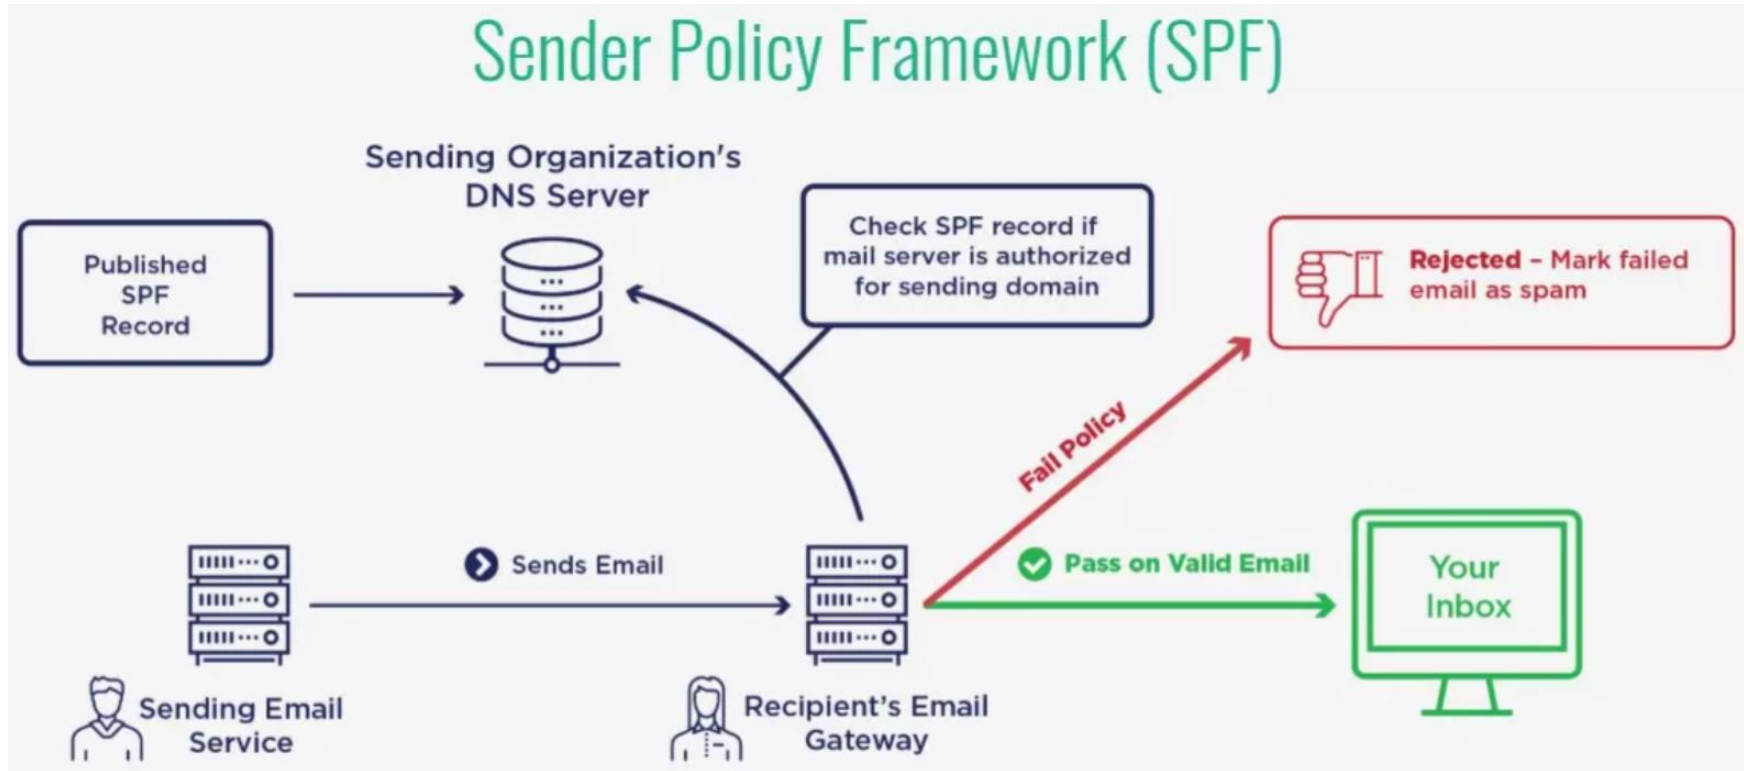 Sender Policy Framework (SPF)
Sending Organization's
DNS Server
Published
SPF
Record
Check SPF record if
mail server is authorized
for sending domain
Rejected – Mark failed
email as spam
Fail Policy
Sends Email
Pass on Valid Email
Your
Inbox
Sending Email
Service
Recipient’s Email
Gateway